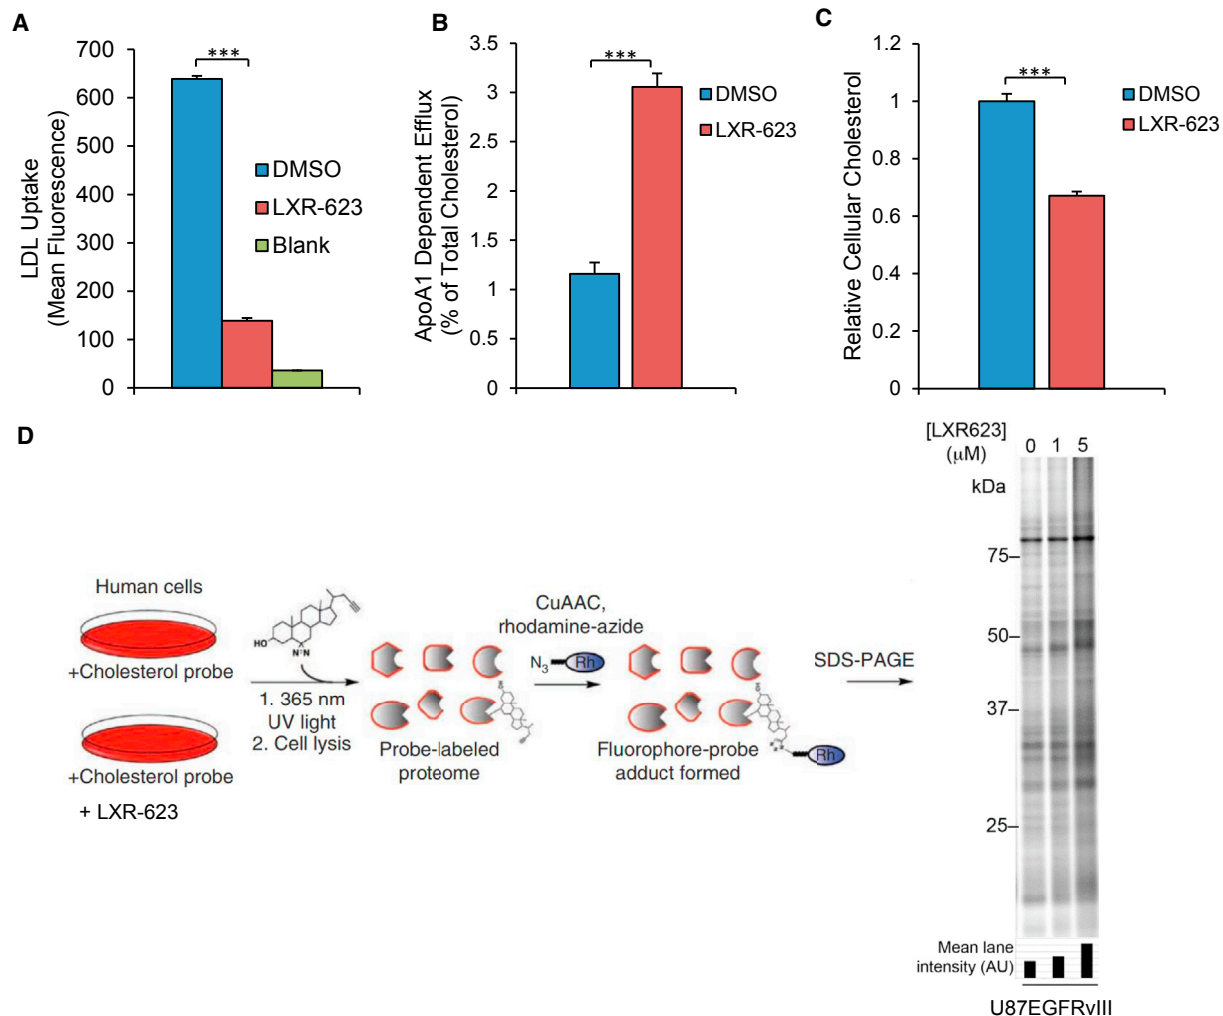 A
700
600
500
400
300
200
100
0
LDL Uptake
(Mean Fluorescence)
***
DMSO
LXR-623
Blank
B
3.5
3
2.5
2
1.5
1
0.5
0
ApoA1 Dependent Efflux
(% of Total Cholesterol)
***
DMSO
LXR-623
C
1.2
1
0.8
0.6
0.4
0.2
0
Relative Cellular Cholesterol
***
DMSO
LXR-623
D
Human cells
+Cholesterol probe
+Cholesterol probe
+ LXR-623
HO
N N
1. 365 nm
UV light
2. Cell lysis
Probe-labeled
proteome
CuAAC,
rhodamine-azide
N3
Rh
Fluorophore-probe
adduct formed
Rh
SDS-PAGE
[LXR623]
(μM)
0 1 5
kDa
75
50
37
25
Mean lane
intensity (AU)
U87EGFRvIII